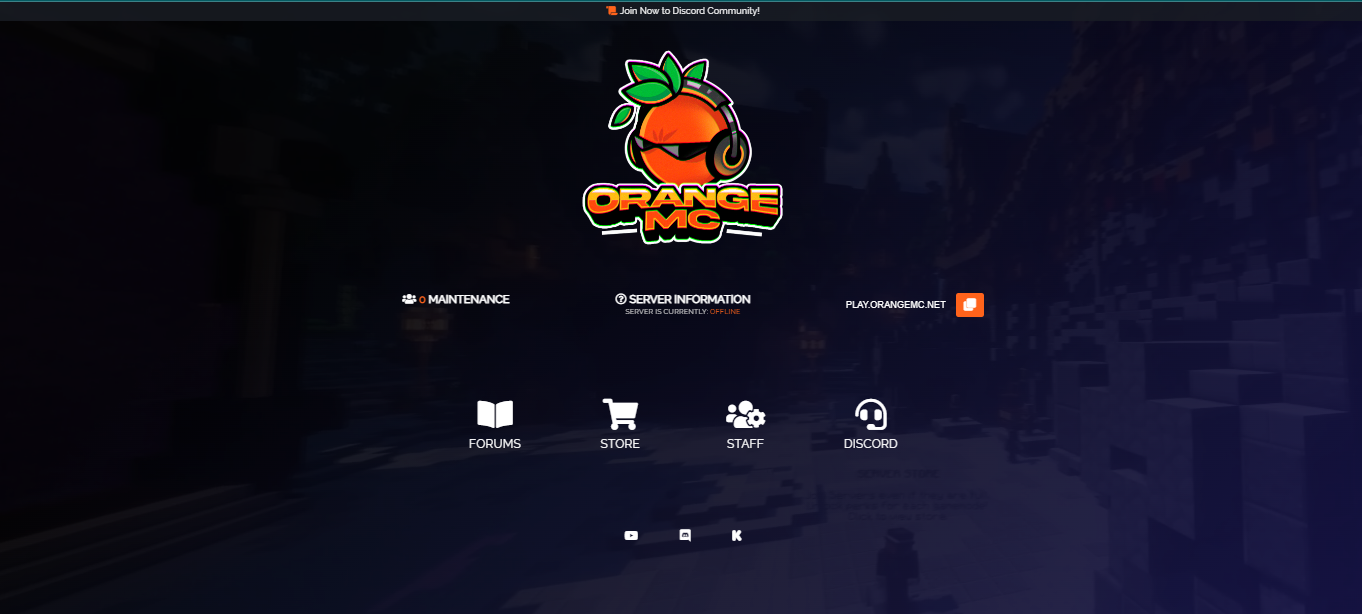 Join Now to Discord Community!
ORANGE
MC
0 MAINTENANCE
SERVER INFORMATION
SERVER IS CURRENTLY: OFFLINE
PLAY.ORANGEMC.NET
FORUMS
STORE
STAFF
DISCORD